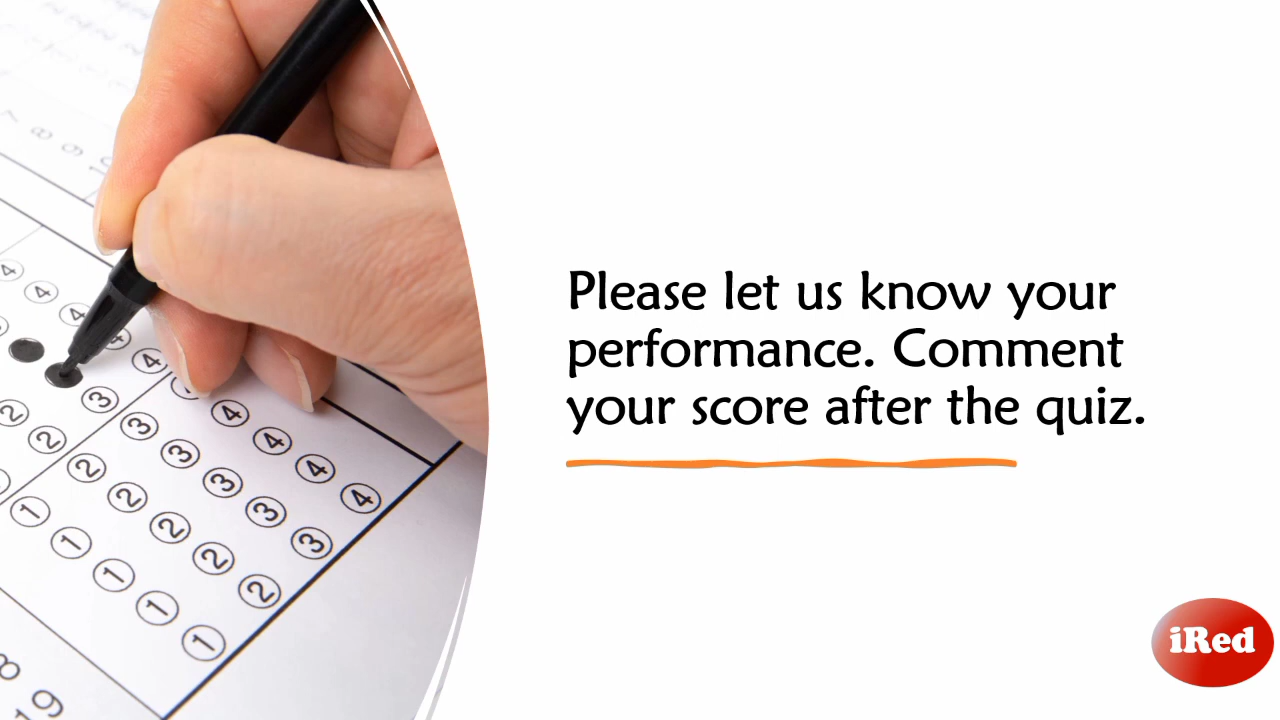 Please let us know your
performance. Comment
your score after the quiz.
iRed